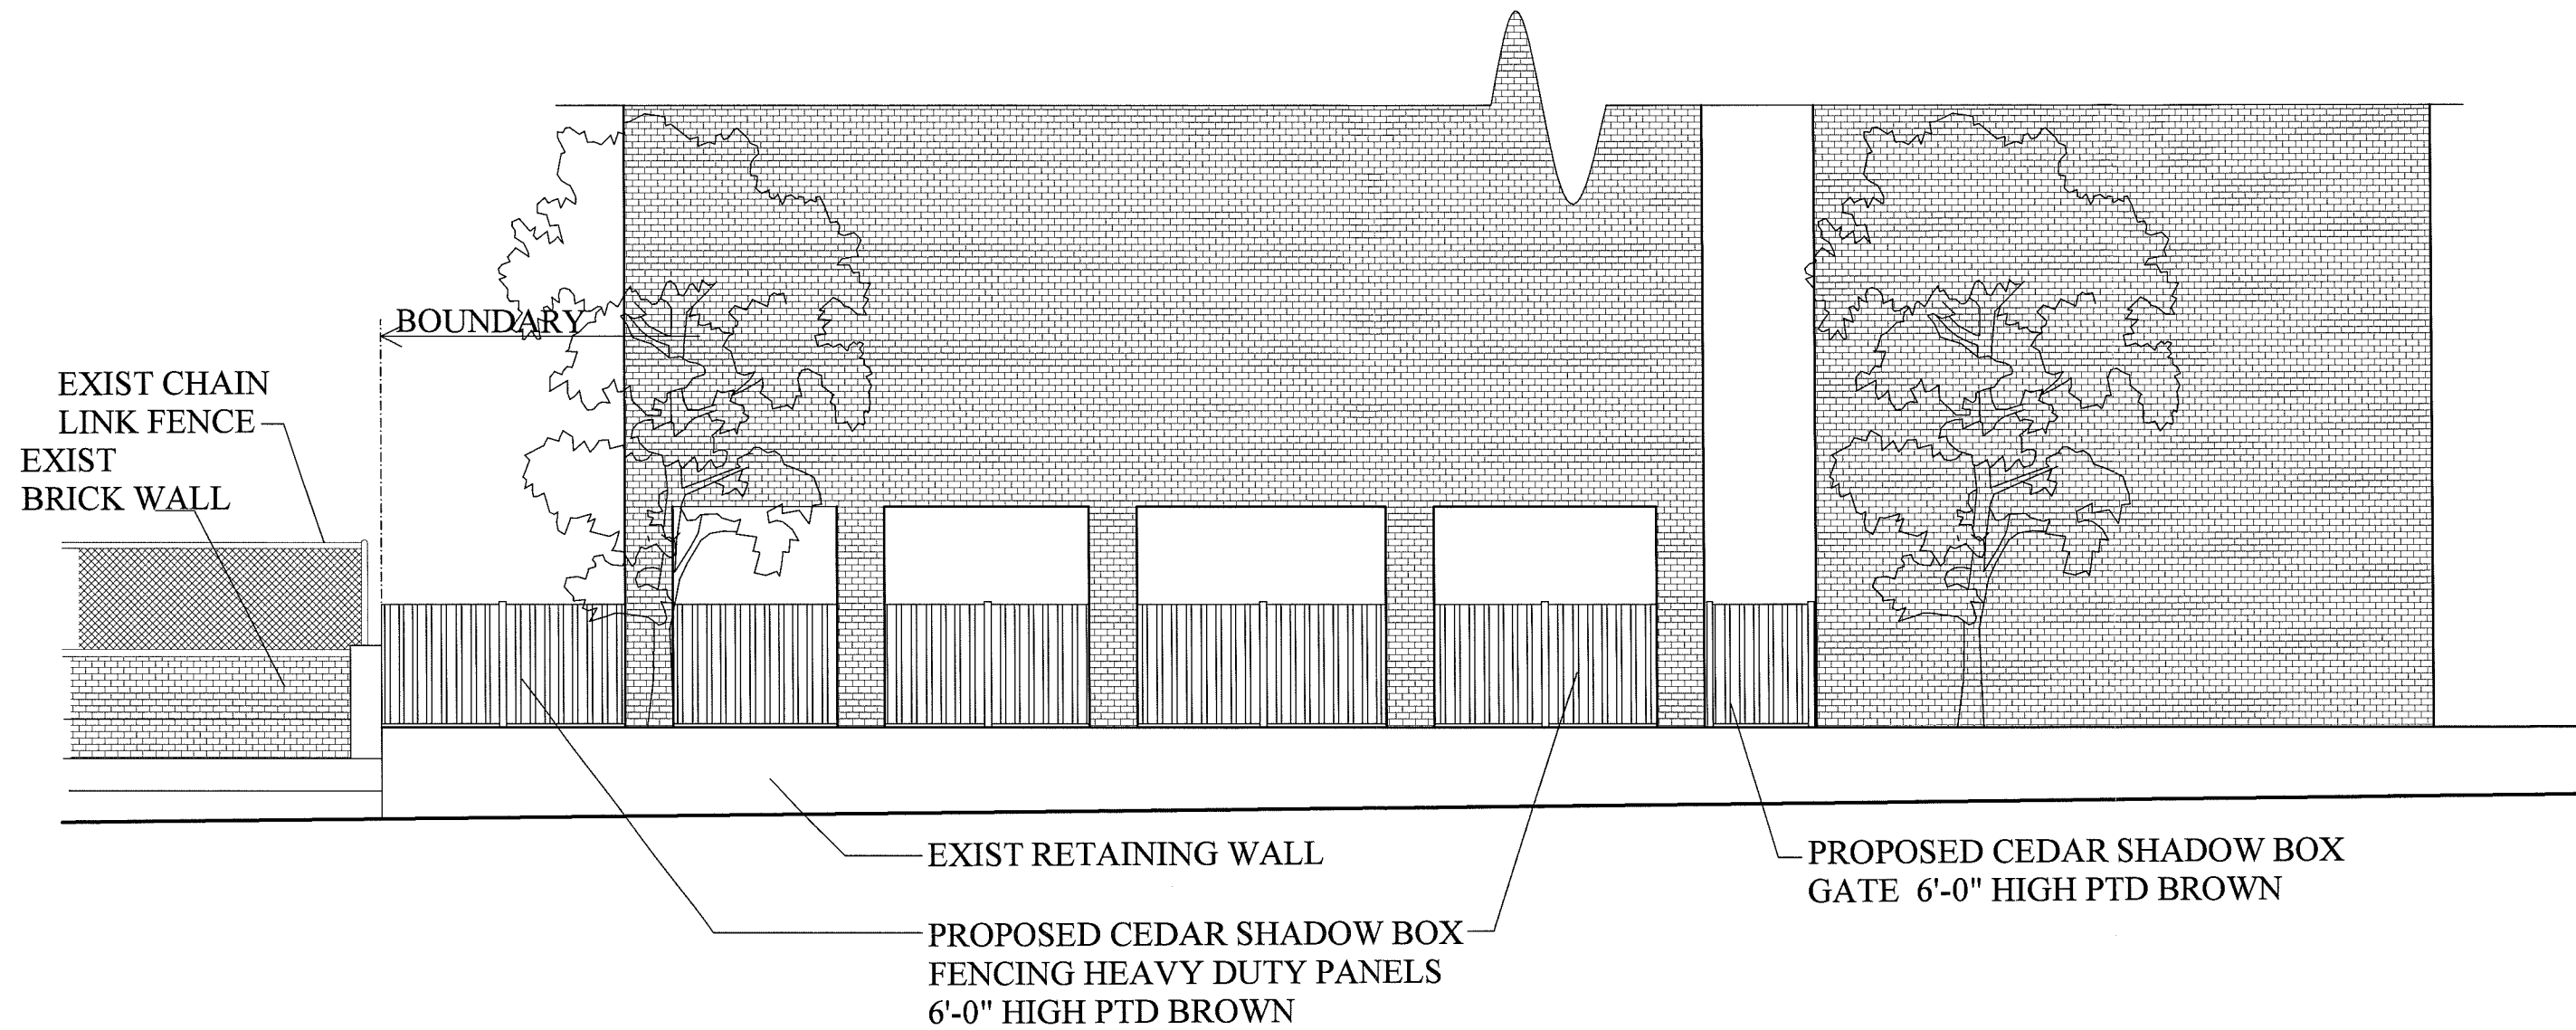 BOUNDARY
EXIST CHAIN
LINK FENCE
EXIST
BRICK WALL
EXIST RETAINING WALL
PROPOSED CEDAR SHADOW BOX
FENCING HEAVY DUTY PANELS
6'-0" HIGH PTD BROWN
PROPOSED CEDAR SHADOW BOX
GATE 6'-0" HIGH PTD BROWN